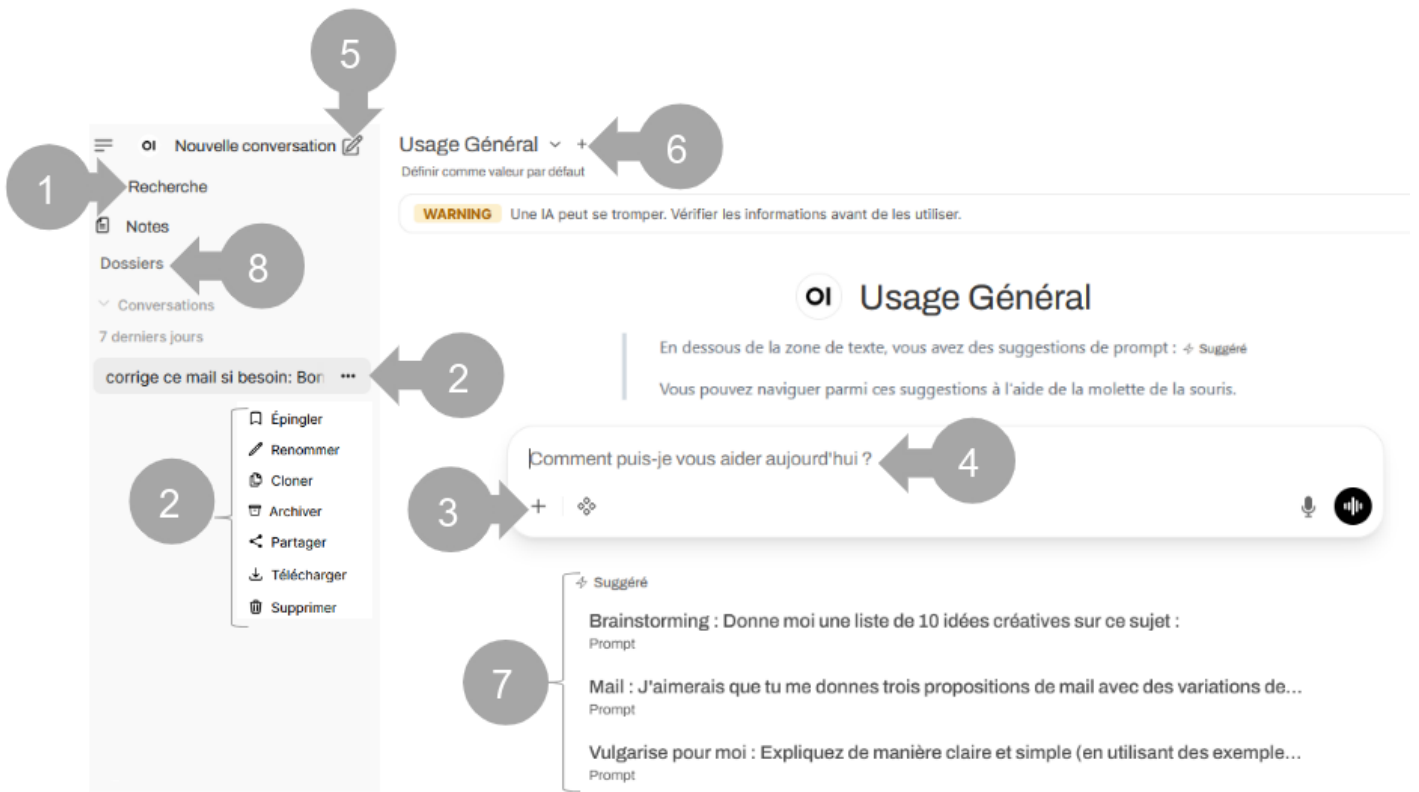 5
OI Nouvelle conversation
Usage Général
+
6
Définir comme valeur par défaut
1
Recherche
WARNING Une IA peut se tromper. Vérifier les informations avant de les utiliser.
Notes
Dossiers
8
Conversations
7 derniers jours
corrige ce mail si besoin: Bon ...
2
2
Épingler
Renommer
Cloner
Archiver
Partager
Télécharger
Supprimer
OI Usage Général
En dessous de la zone de texte, vous avez des suggestions de prompt : Suggéré
Vous pouvez naviguer parmi ces suggestions à l'aide de la molette de la souris.
Comment puis-je vous aider aujourd'hui ?
4
3
+
7
Suggéré
Brainstorming : Donne moi une liste de 10 idées créatives sur ce sujet :
Prompt
Mail : J'aimerais que tu me donnes trois propositions de mail avec des variations de...
Prompt
Vulgarise pour moi : Expliquez de manière claire et simple (en utilisant des exemple...
Prompt